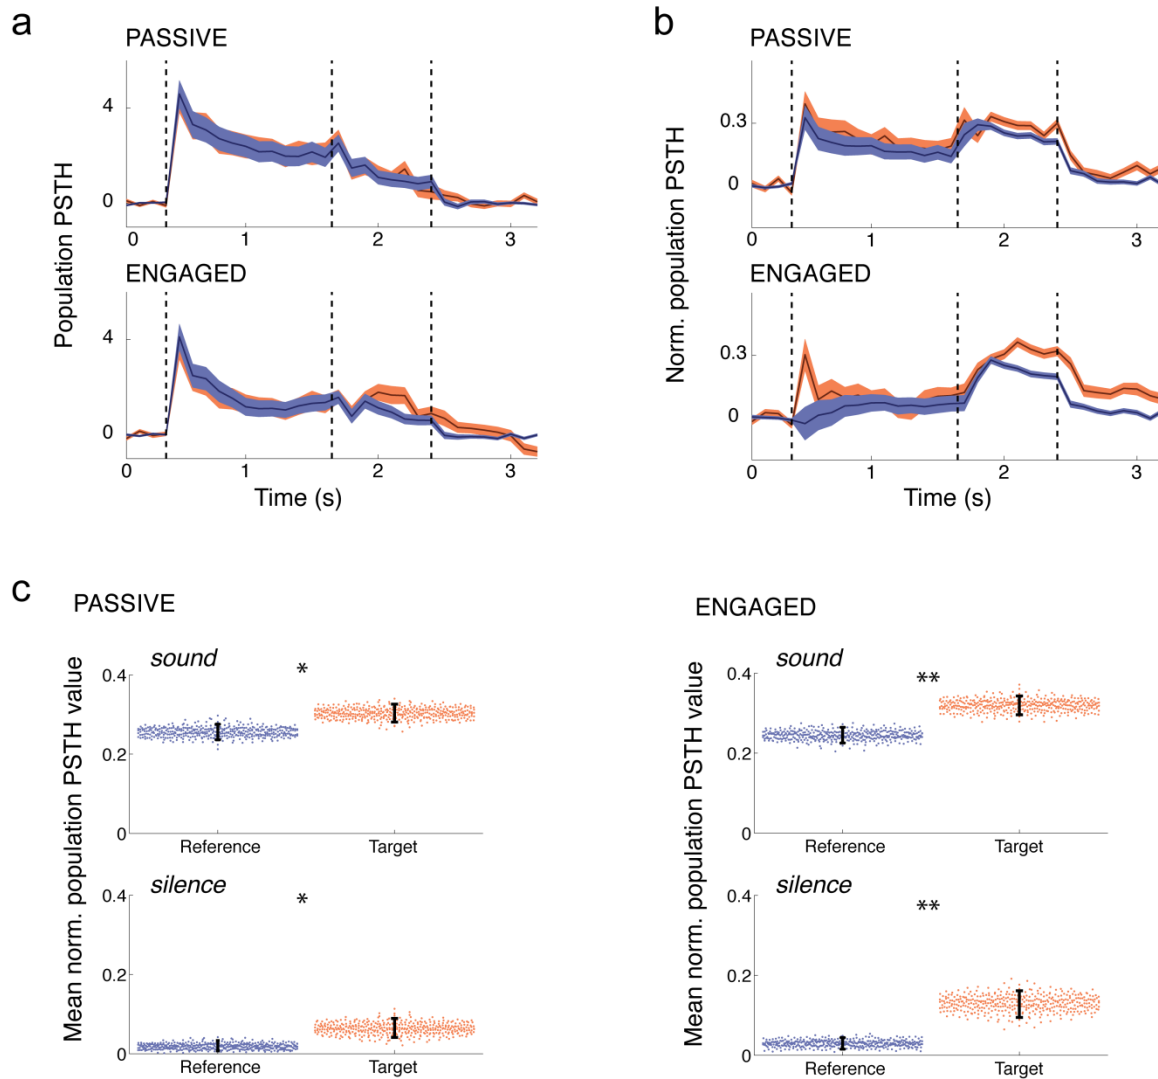 a
PASSIVE
Population PSTH
4
0
0 1 2 3
ENGAGED
4
0
0 1 2 3
Time (s)
b
PASSIVE
Norm. population PSTH
0.3
0
0 1 2 3
ENGAGED
0.3
0
0 1 2 3
Time (s)
c
PASSIVE
Mean norm. population PSTH value
sound
*
0.4
0.2
0
Reference Target
silence
*
0.4
0.2
0
Reference Target
ENGAGED
Mean norm. population PSTH value
sound
**
0.4
0.2
0
Reference Target
silence
**
0.4
0.2
0
Reference Target